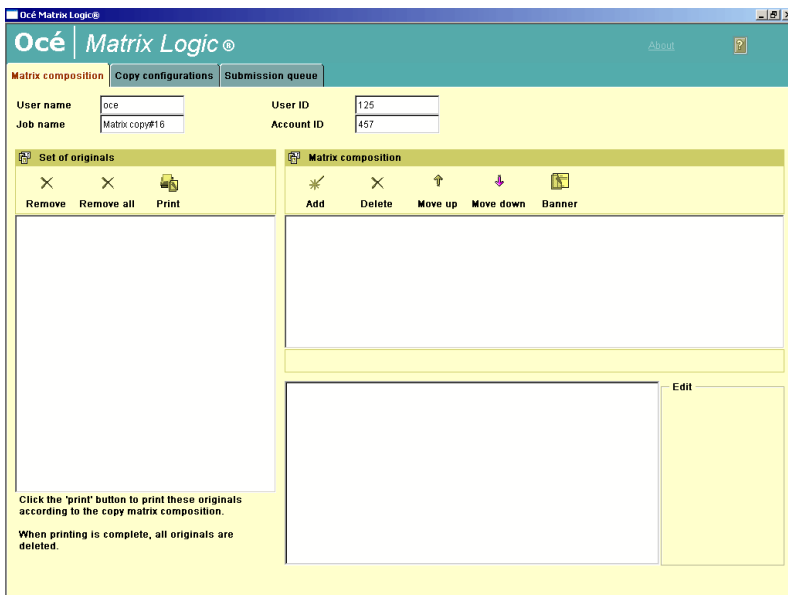 Océ Matrix Logic®
Océ Matrix Logic ®
About
?
Matrix composition Copy configurations Submission queue
User name oce User ID 125
Job name Matrix copy#16 Account ID 457
Set of originals Matrix composition
Remove Remove all Print Add Delete Move up Move down Banner
Edit
Click the 'print' button to print these originals
according to the copy matrix composition.
When printing is complete, all originals are
deleted.